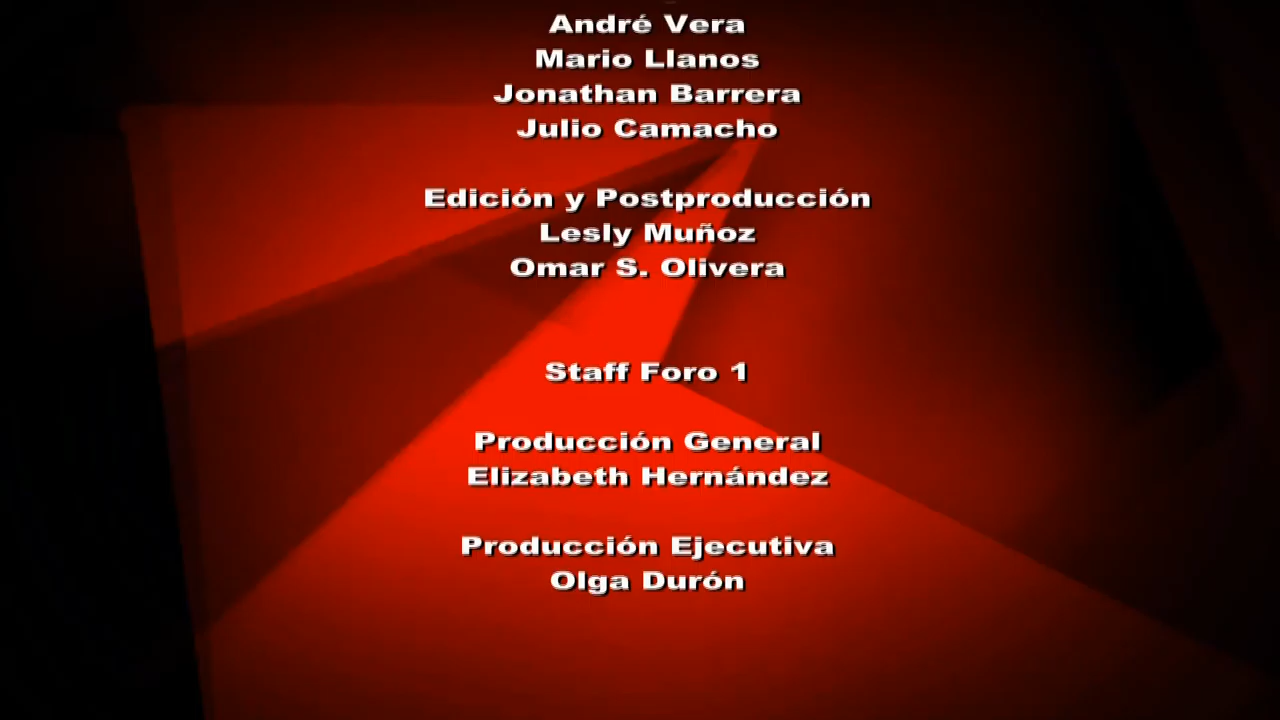 André Vera
Mario Llanos
Jonathan Barrera
Julio Camacho
Edición y Postproducción
Lesly Muñoz
Omar S. Olivera
Staff Foro 1
Producción General
Elizabeth Hernández
Producción Ejecutiva
Olga Durón